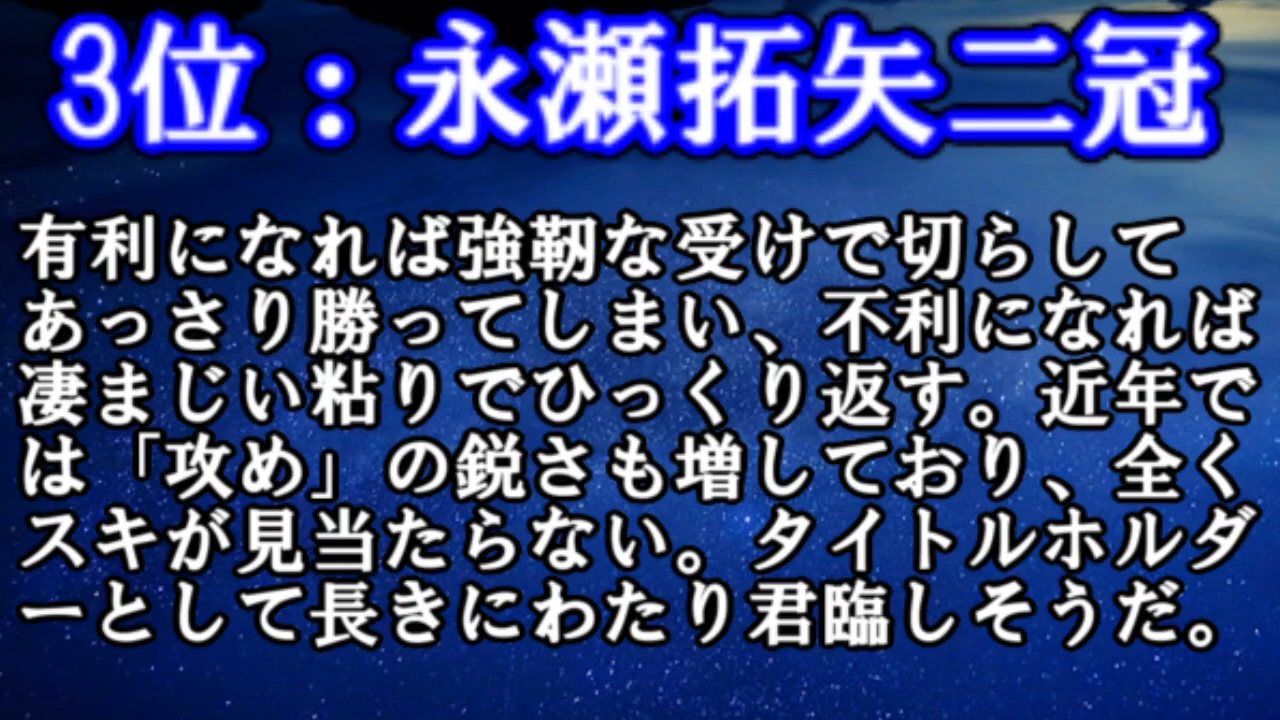 3位：永瀬拓矢二冠
有利になれば強靭な受けで切らして
あっさり勝ってしまい、不利になれば
凄まじい粘りでひっくり返す。近年で
は「攻め」の鋭さも増しており、全く
スキが見当たらない。タイトルホルダ
ーとして長きにわたり君臨しそうだ。